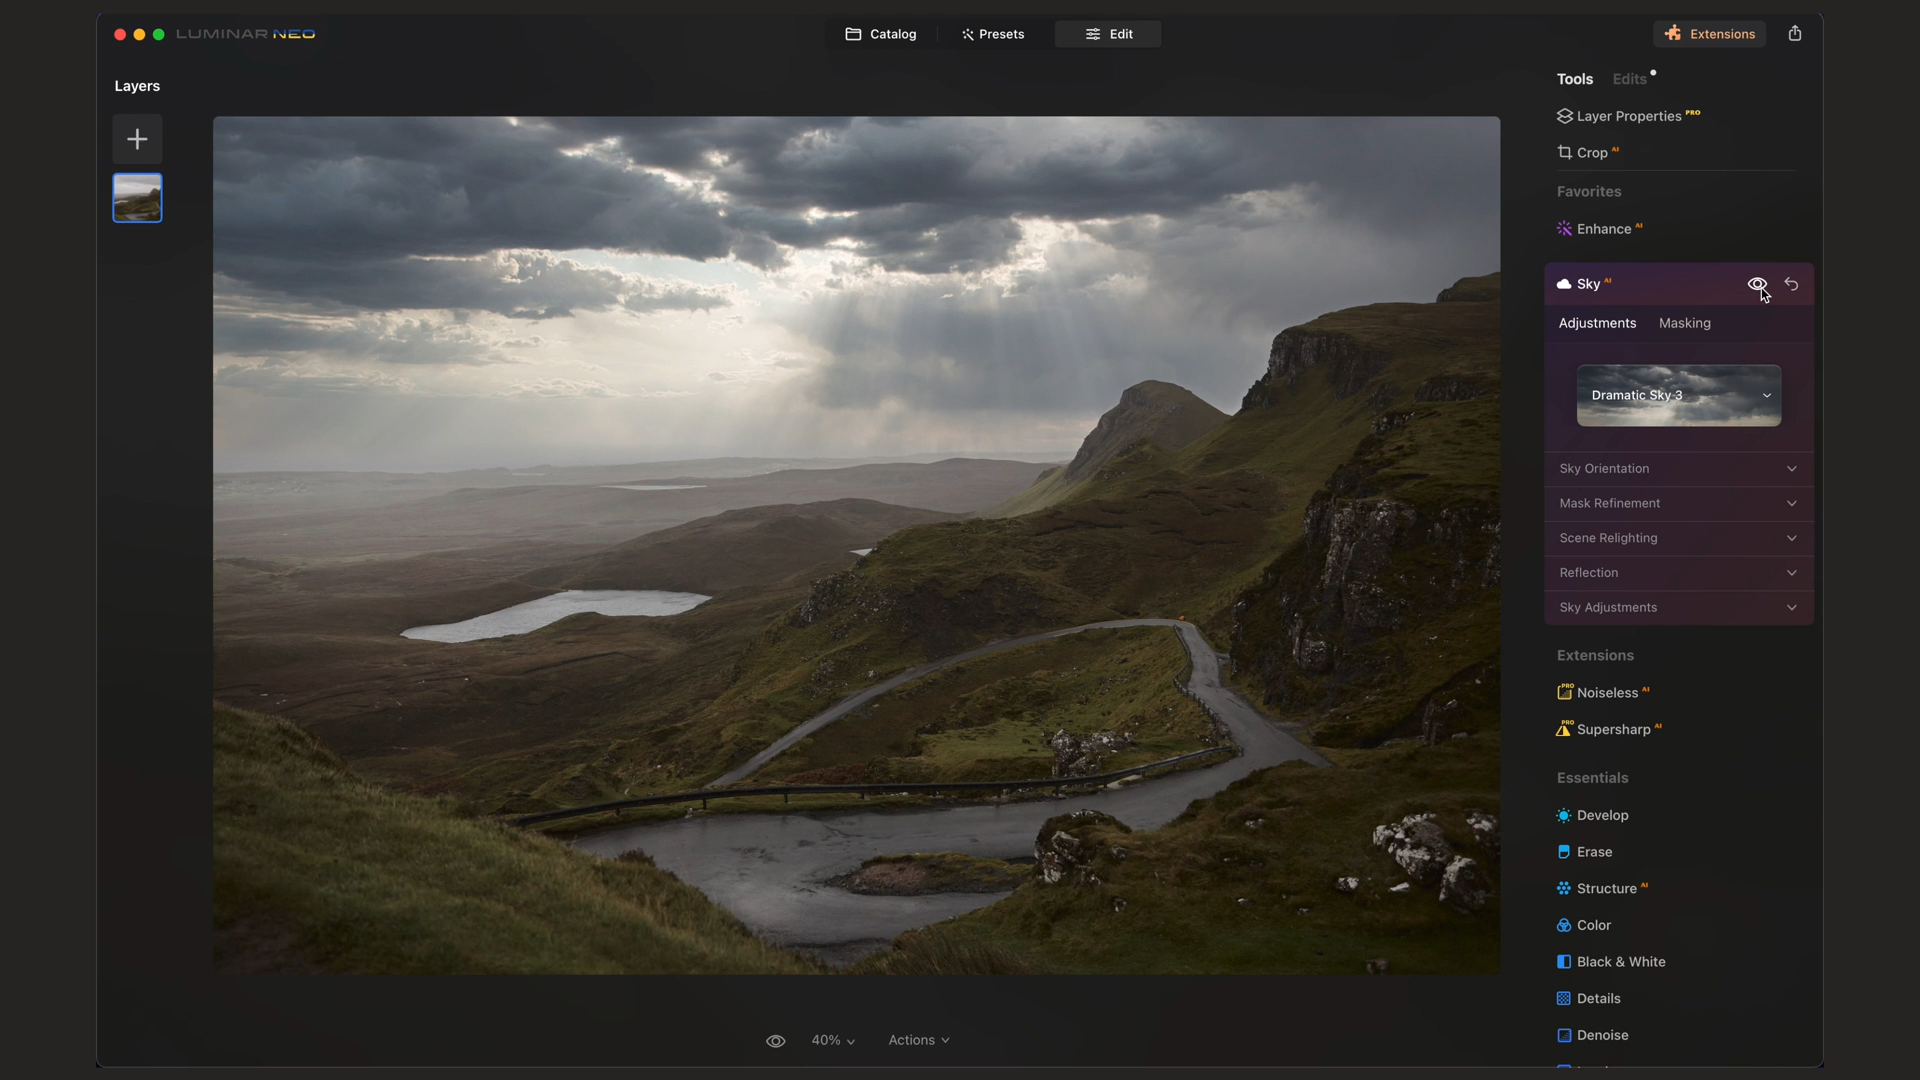 LUMINAR NEO
Catalog
Presets
Edit
Extensions
Layers
Tools
Edits
Layer Properties PRO
Crop AI
Favorites
Enhance AI
Sky AI
Adjustments
Masking
Dramatic Sky 3
Sky Orientation
Mask Refinement
Scene Relighting
Reflection
Sky Adjustments
Extensions
PRO Noiseless AI
PRO Supersharp AI
Essentials
Develop
Erase
Structure AI
Color
Black & White
Details
Denoise
40%
Actions